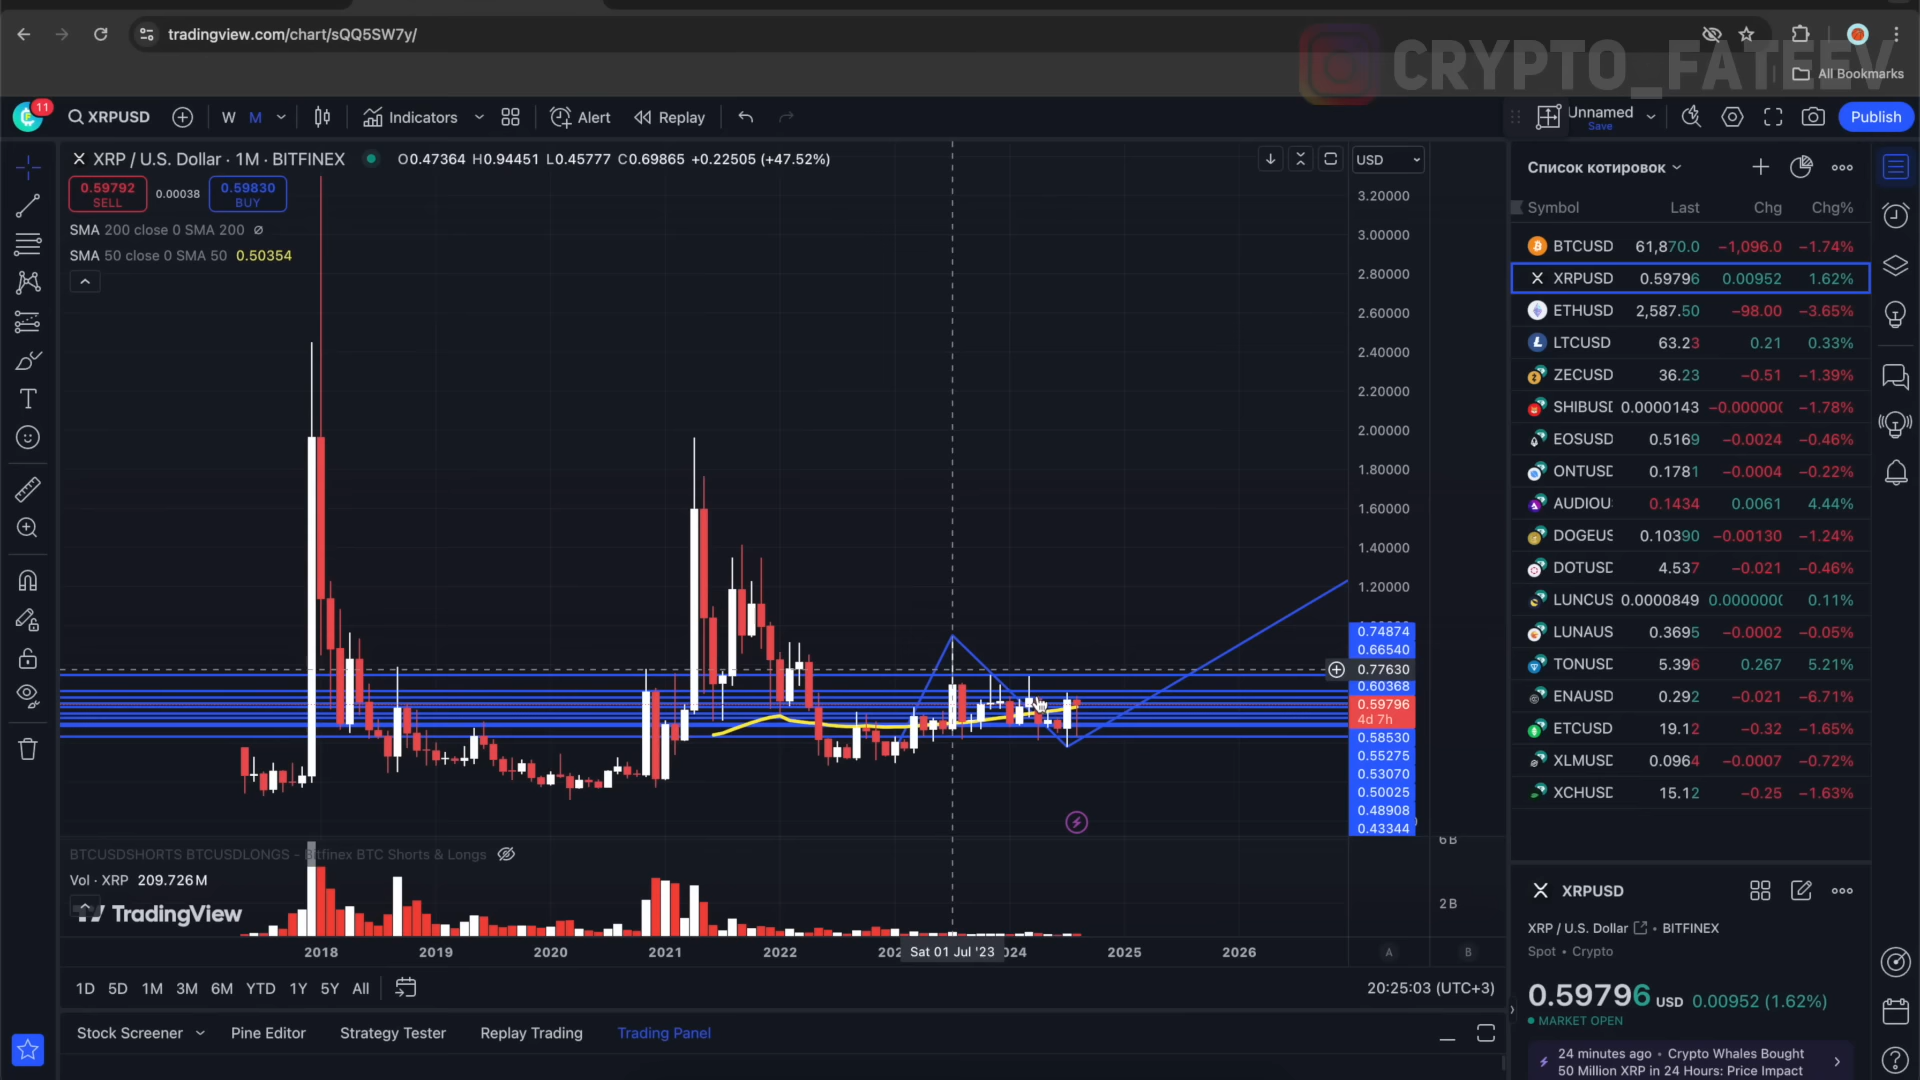 tradingview.com/chart/sQQ5SW7y/
CRYPTO_FATEEV
All Bookmarks
11
XRPUSD
W M
Indicators
Alert
Replay
Unnamed
Save
Publish
XRP / U.S. Dollar · 1M · BITFINEX
O0.47364 H0.94451 L0.45777 C0.69865 +0.22505 (+47.52%)
USD
0.59792
SELL
0.00038
0.59830
BUY
SMA 200 close 0 SMA 200 ∅
SMA 50 close 0 SMA 50 0.50354
3.20000
3.00000
2.80000
2.60000
2.40000
2.20000
2.00000
1.80000
1.60000
1.40000
1.20000
0.74874
0.66540
0.77630
0.60368
0.59796
4d 7h
0.58530
0.55275
0.53070
0.50025
0.48908
0.43344
BTCUSDSHORTS BTCUSDLONGS - Bitfinex BTC Shorts & Longs
Vol · XRP 209.726M
TradingView
6 B
2 B
2018 2019 2020 2021 2022 202 Sat 01 Jul '23 024 2025 2026
A B
1D 5D 1M 3M 6M YTD 1Y 5Y All
20:25:03 (UTC+3)
Stock Screener Pine Editor Strategy Tester Replay Trading Trading Panel
Список котировок
Symbol Last Chg Chg%
BTCUSD 61,870.0 −1,096.0 −1.74%
XRPUSD 0.59796 0.00952 1.62%
ETHUSD 2,587.50 −98.00 −3.65%
LTCUSD 63.23 0.21 0.33%
ZECUSD 36.23 −0.51 −1.39%
SHIBUSD 0.0000143 −0.000000 −1.78%
EOSUSD 0.5169 −0.0024 −0.46%
ONTUSD 0.1781 −0.0004 −0.22%
AUDIOU 0.1434 0.0061 4.44%
DOGEUS 0.10390 −0.00130 −1.24%
DOTUSD 4.537 −0.021 −0.46%
LUNCUS 0.0000849 0.0000000 0.11%
LUNAUS 0.3695 −0.0002 −0.05%
TONUSD 5.396 0.267 5.21%
ENAUSD 0.292 −0.021 −6.71%
ETCUSD 19.12 −0.32 −1.65%
XLMUSD 0.0964 −0.0007 −0.72%
XCHUSD 15.12 −0.25 −1.63%
XRPUSD
XRP / U.S. Dollar • BITFINEX
Spot • Crypto
0.59796 USD 0.00952 (1.62%)
MARKET OPEN
24 minutes ago • Crypto Whales Bought
50 Million XRP in 24 Hours: Price Impact